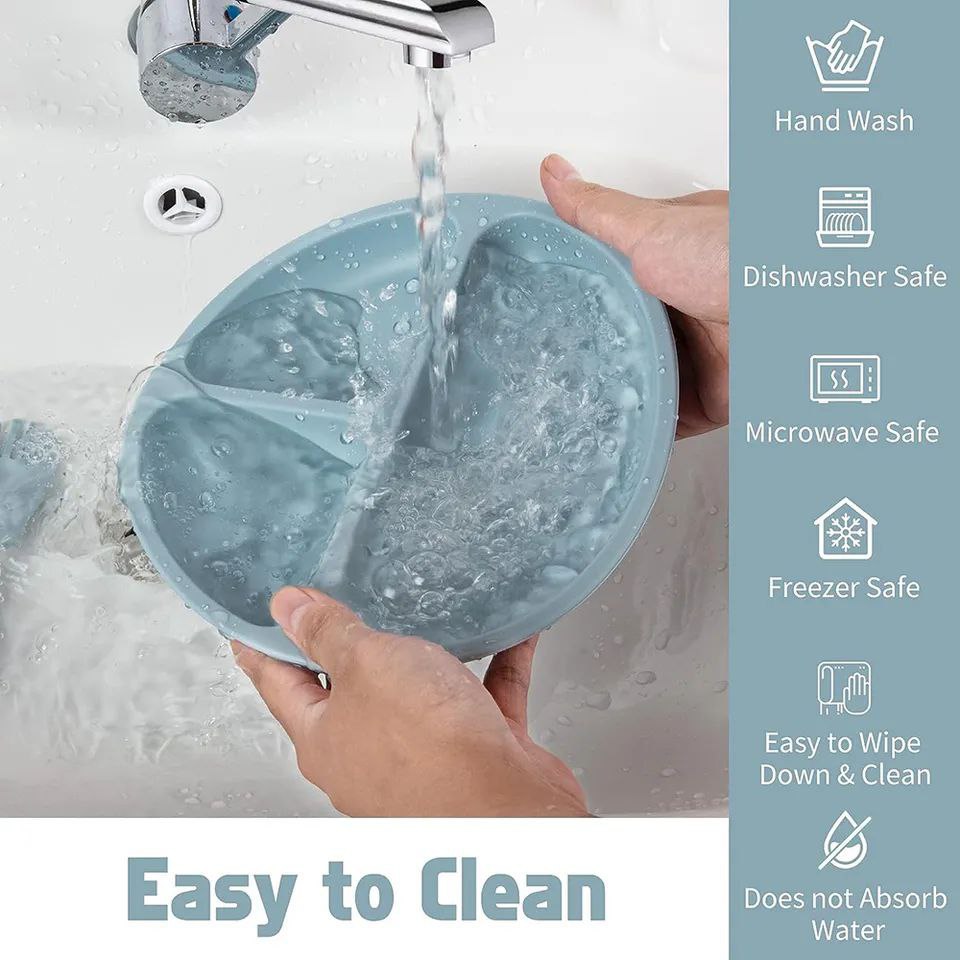 Hand Wash
Dishwasher Safe
Microwave Safe
Freezer Safe
Easy to Wipe
Down & Clean
Does not Absorb
Water
Easy to Clean